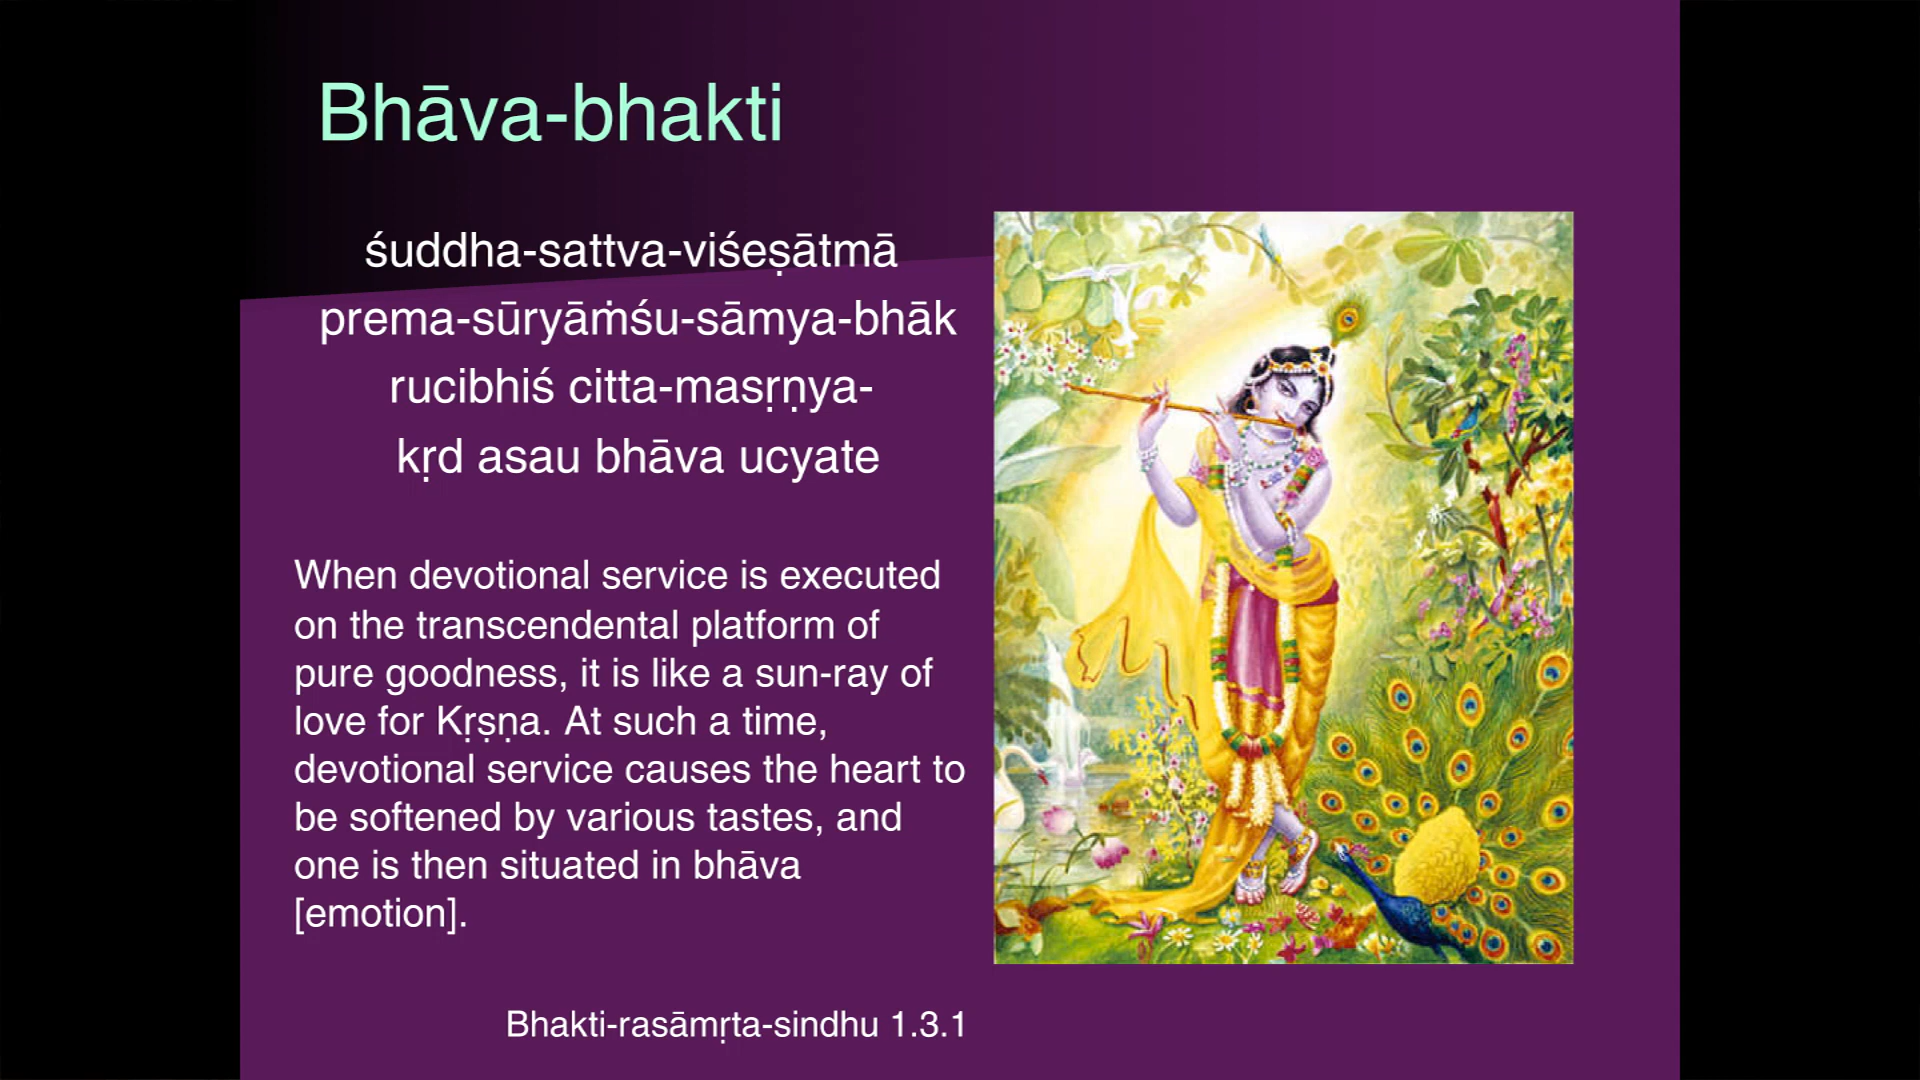 Bhāva-bhakti
śuddha-sattva-viśeṣātmā
prema-sūryāṁśu-sāmya-bhāk
rucibhiś citta-masṛṇya-
kṛd asau bhāva ucyate
When devotional service is executed
on the transcendental platform of
pure goodness, it is like a sun-ray of
love for Kṛṣṇa. At such a time,
devotional service causes the heart to
be softened by various tastes, and
one is then situated in bhāva
[emotion].
Bhakti-rasāmṛta-sindhu 1.3.1